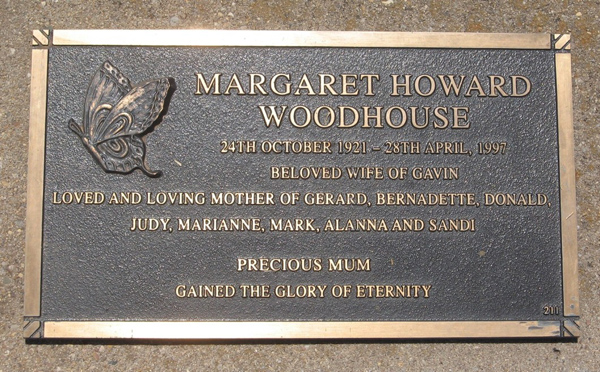 MARGARET HOWARD
WOODHOUSE
24TH OCTOBER 1921 - 28TH APRIL, 1997
BELOVED WIFE OF GAVIN
LOVED AND LOVING MOTHER OF GERARD, BERNADETTE, DONALD,
JUDY, MARIANNE, MARK, ALANNA AND SANDI
PRECIOUS MUM
GAINED THE GLORY OF ETERNITY
211